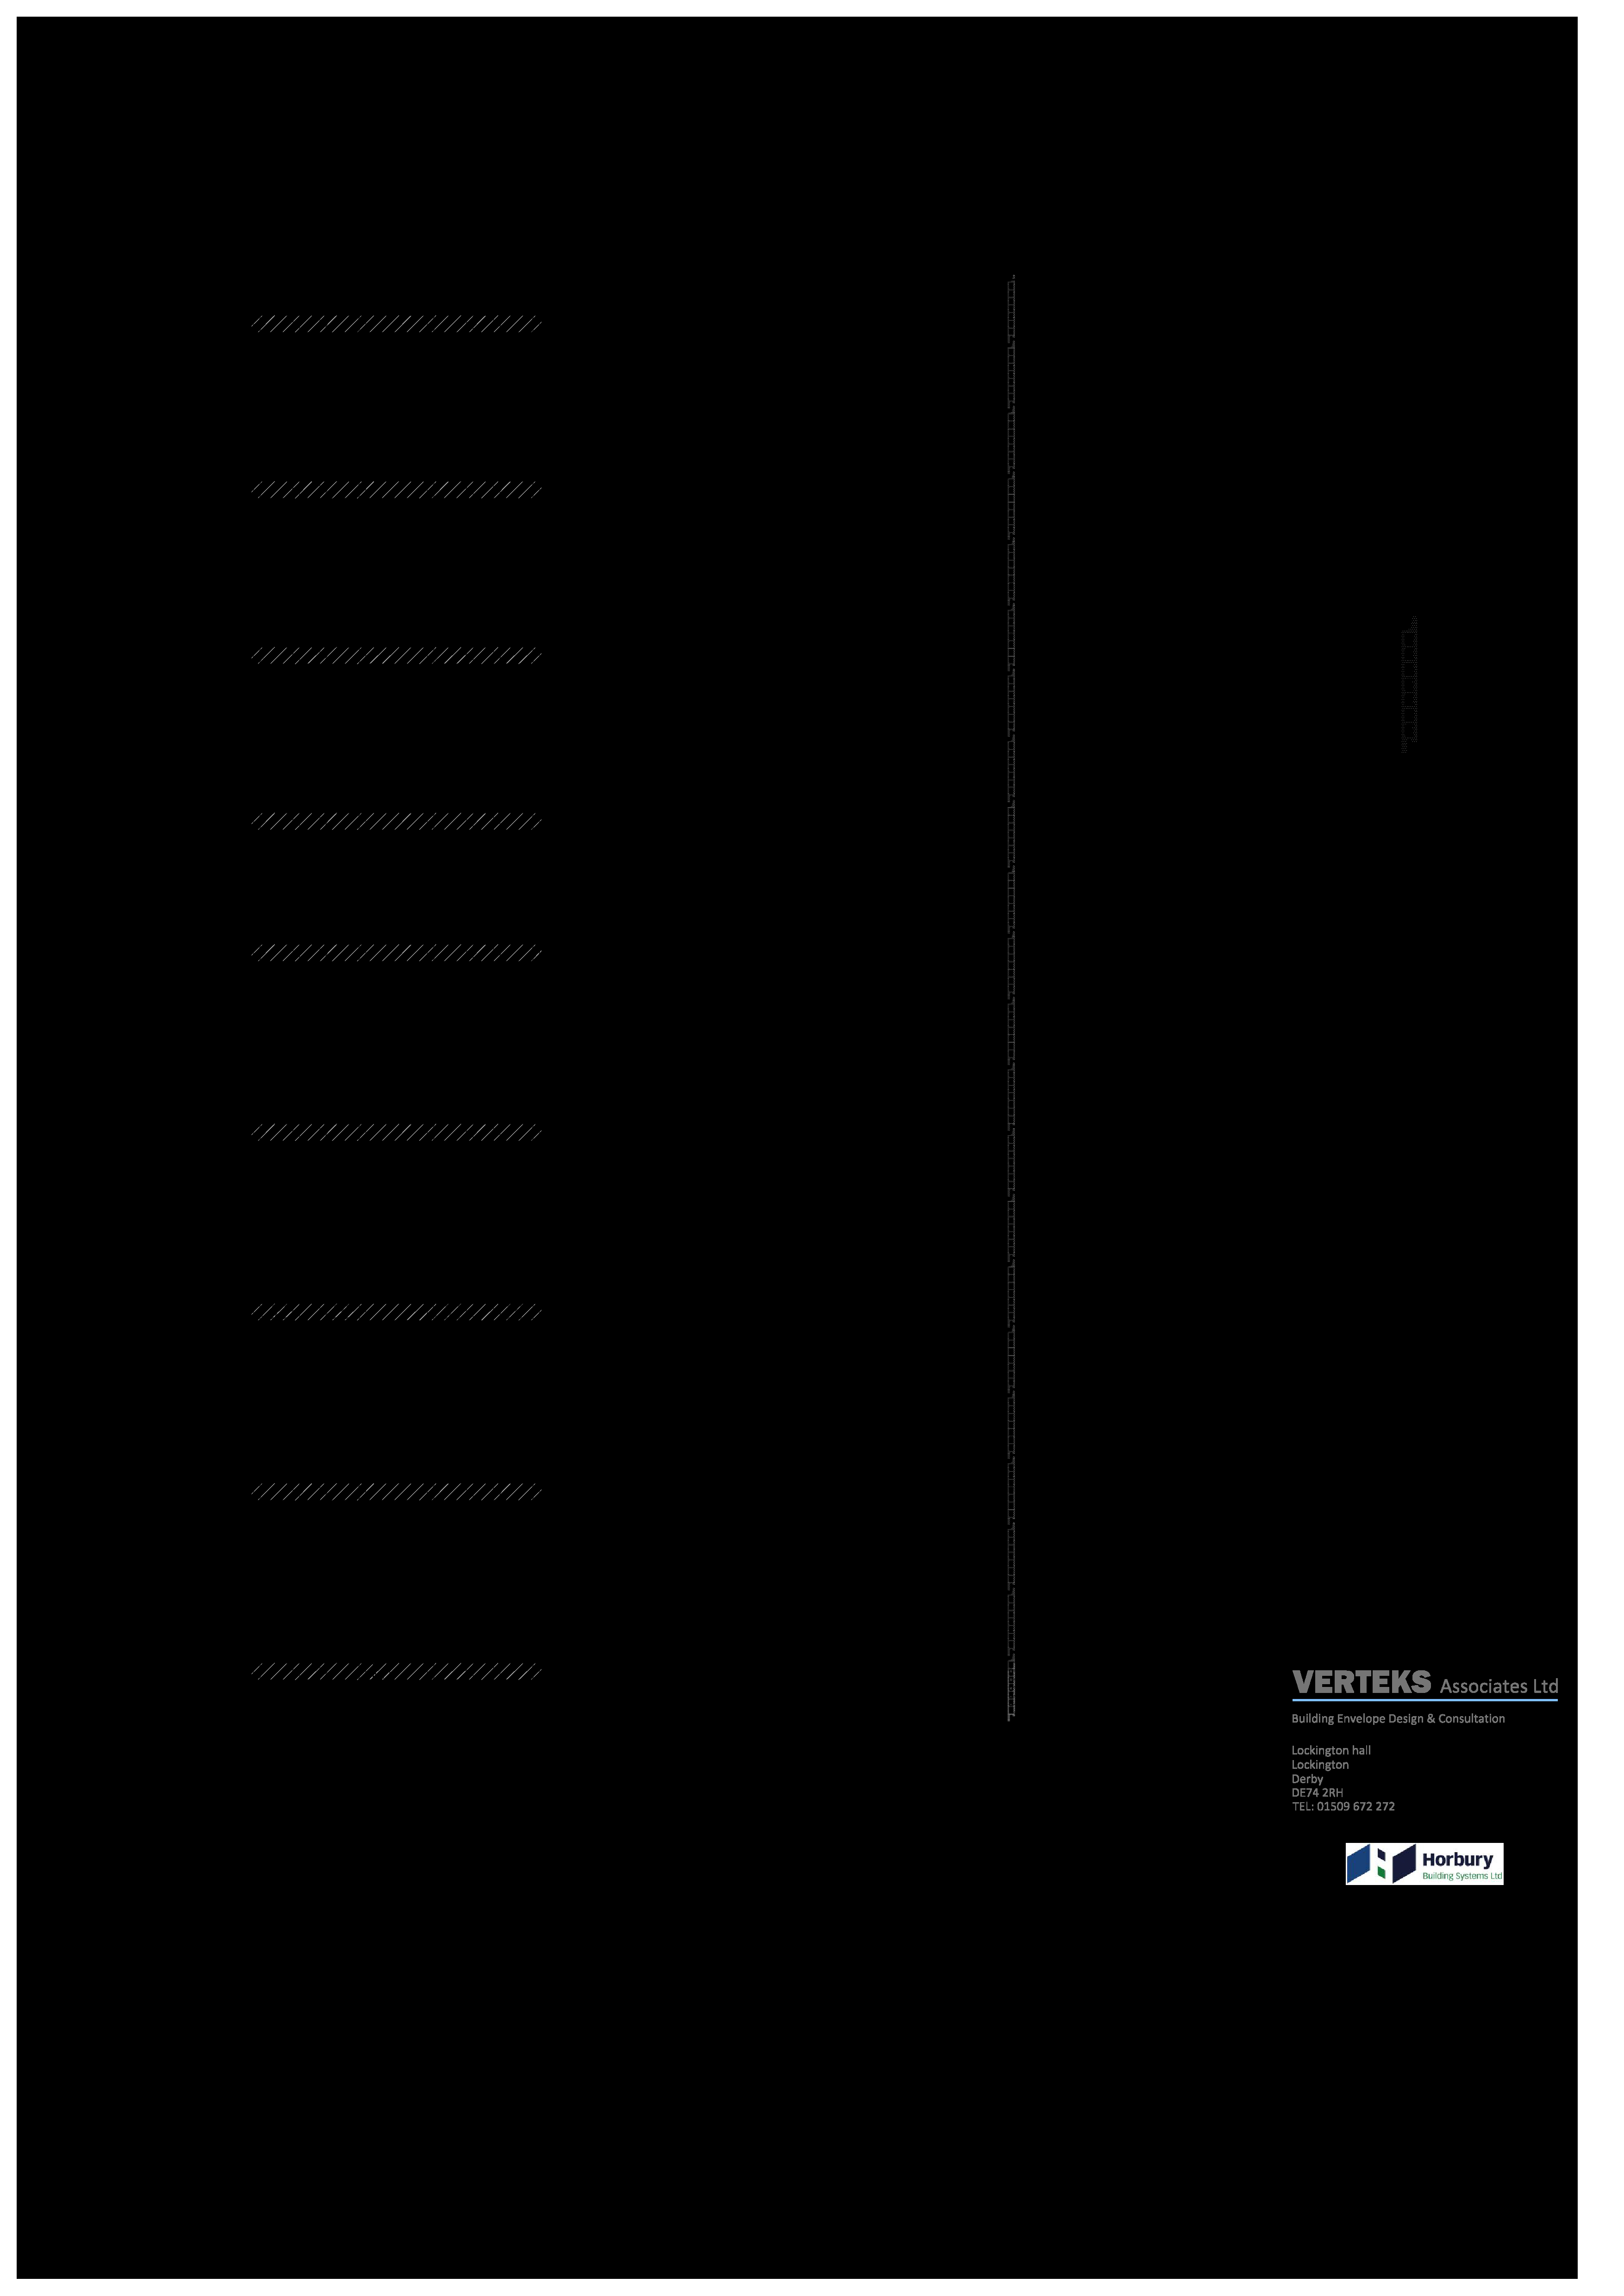 VERTEKS Associates Ltd
Building Envelope Design & Consultation
Lockington hall
Lockington
Derby
DE74 2RH
TEL: 01509 672 272
Horbury
Building Systems Ltd